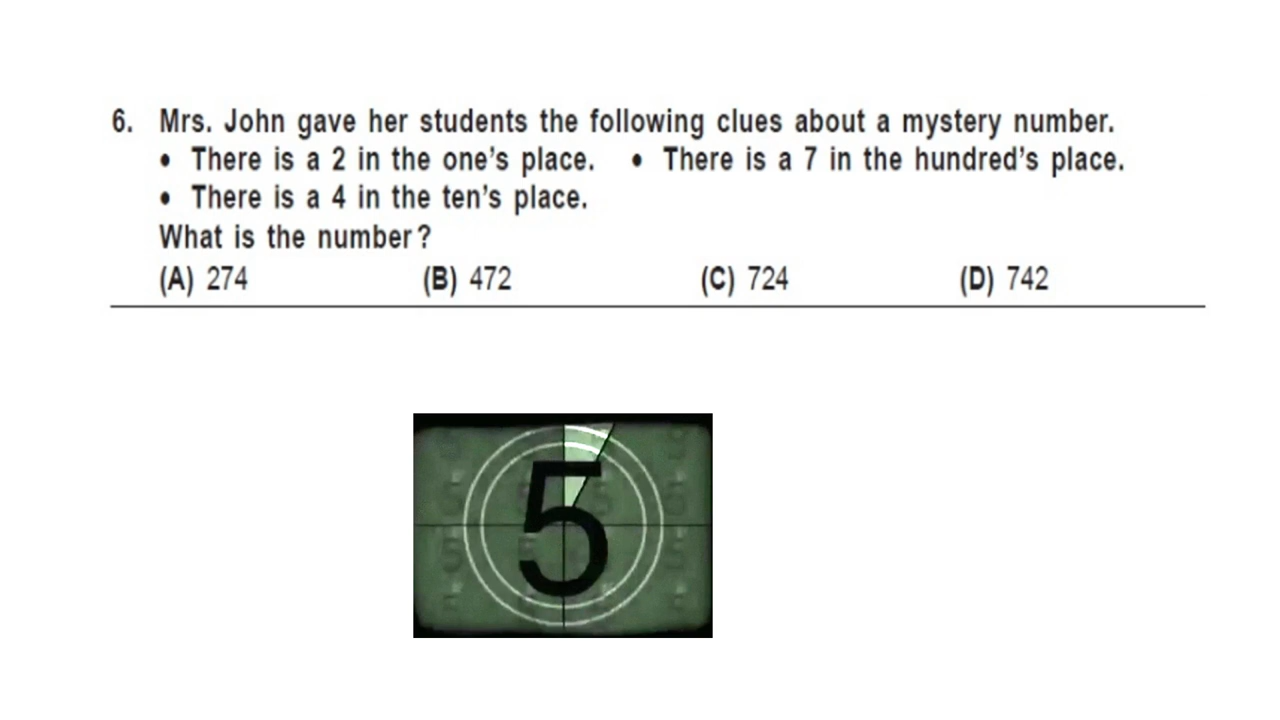 6. Mrs. John gave her students the following clues about a mystery number.
• There is a 2 in the one's place. • There is a 7 in the hundred's place.
• There is a 4 in the ten's place.
What is the number?
(A) 274 (B) 472 (C) 724 (D) 742
5